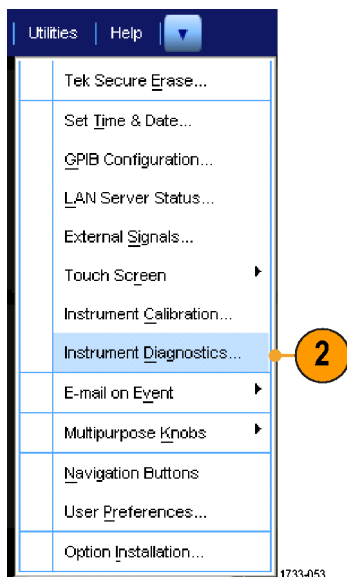 Utilities Help
Tek Secure Erase...
Set Time & Date...
GPIB Configuration...
LAN Server Status...
External Signals...
Touch Screen
Instrument Calibration...
Instrument Diagnostics...
2
E-mail on Event
Multipurpose Knobs
Navigation Buttons
User Preferences...
Option Installation...
1733-053